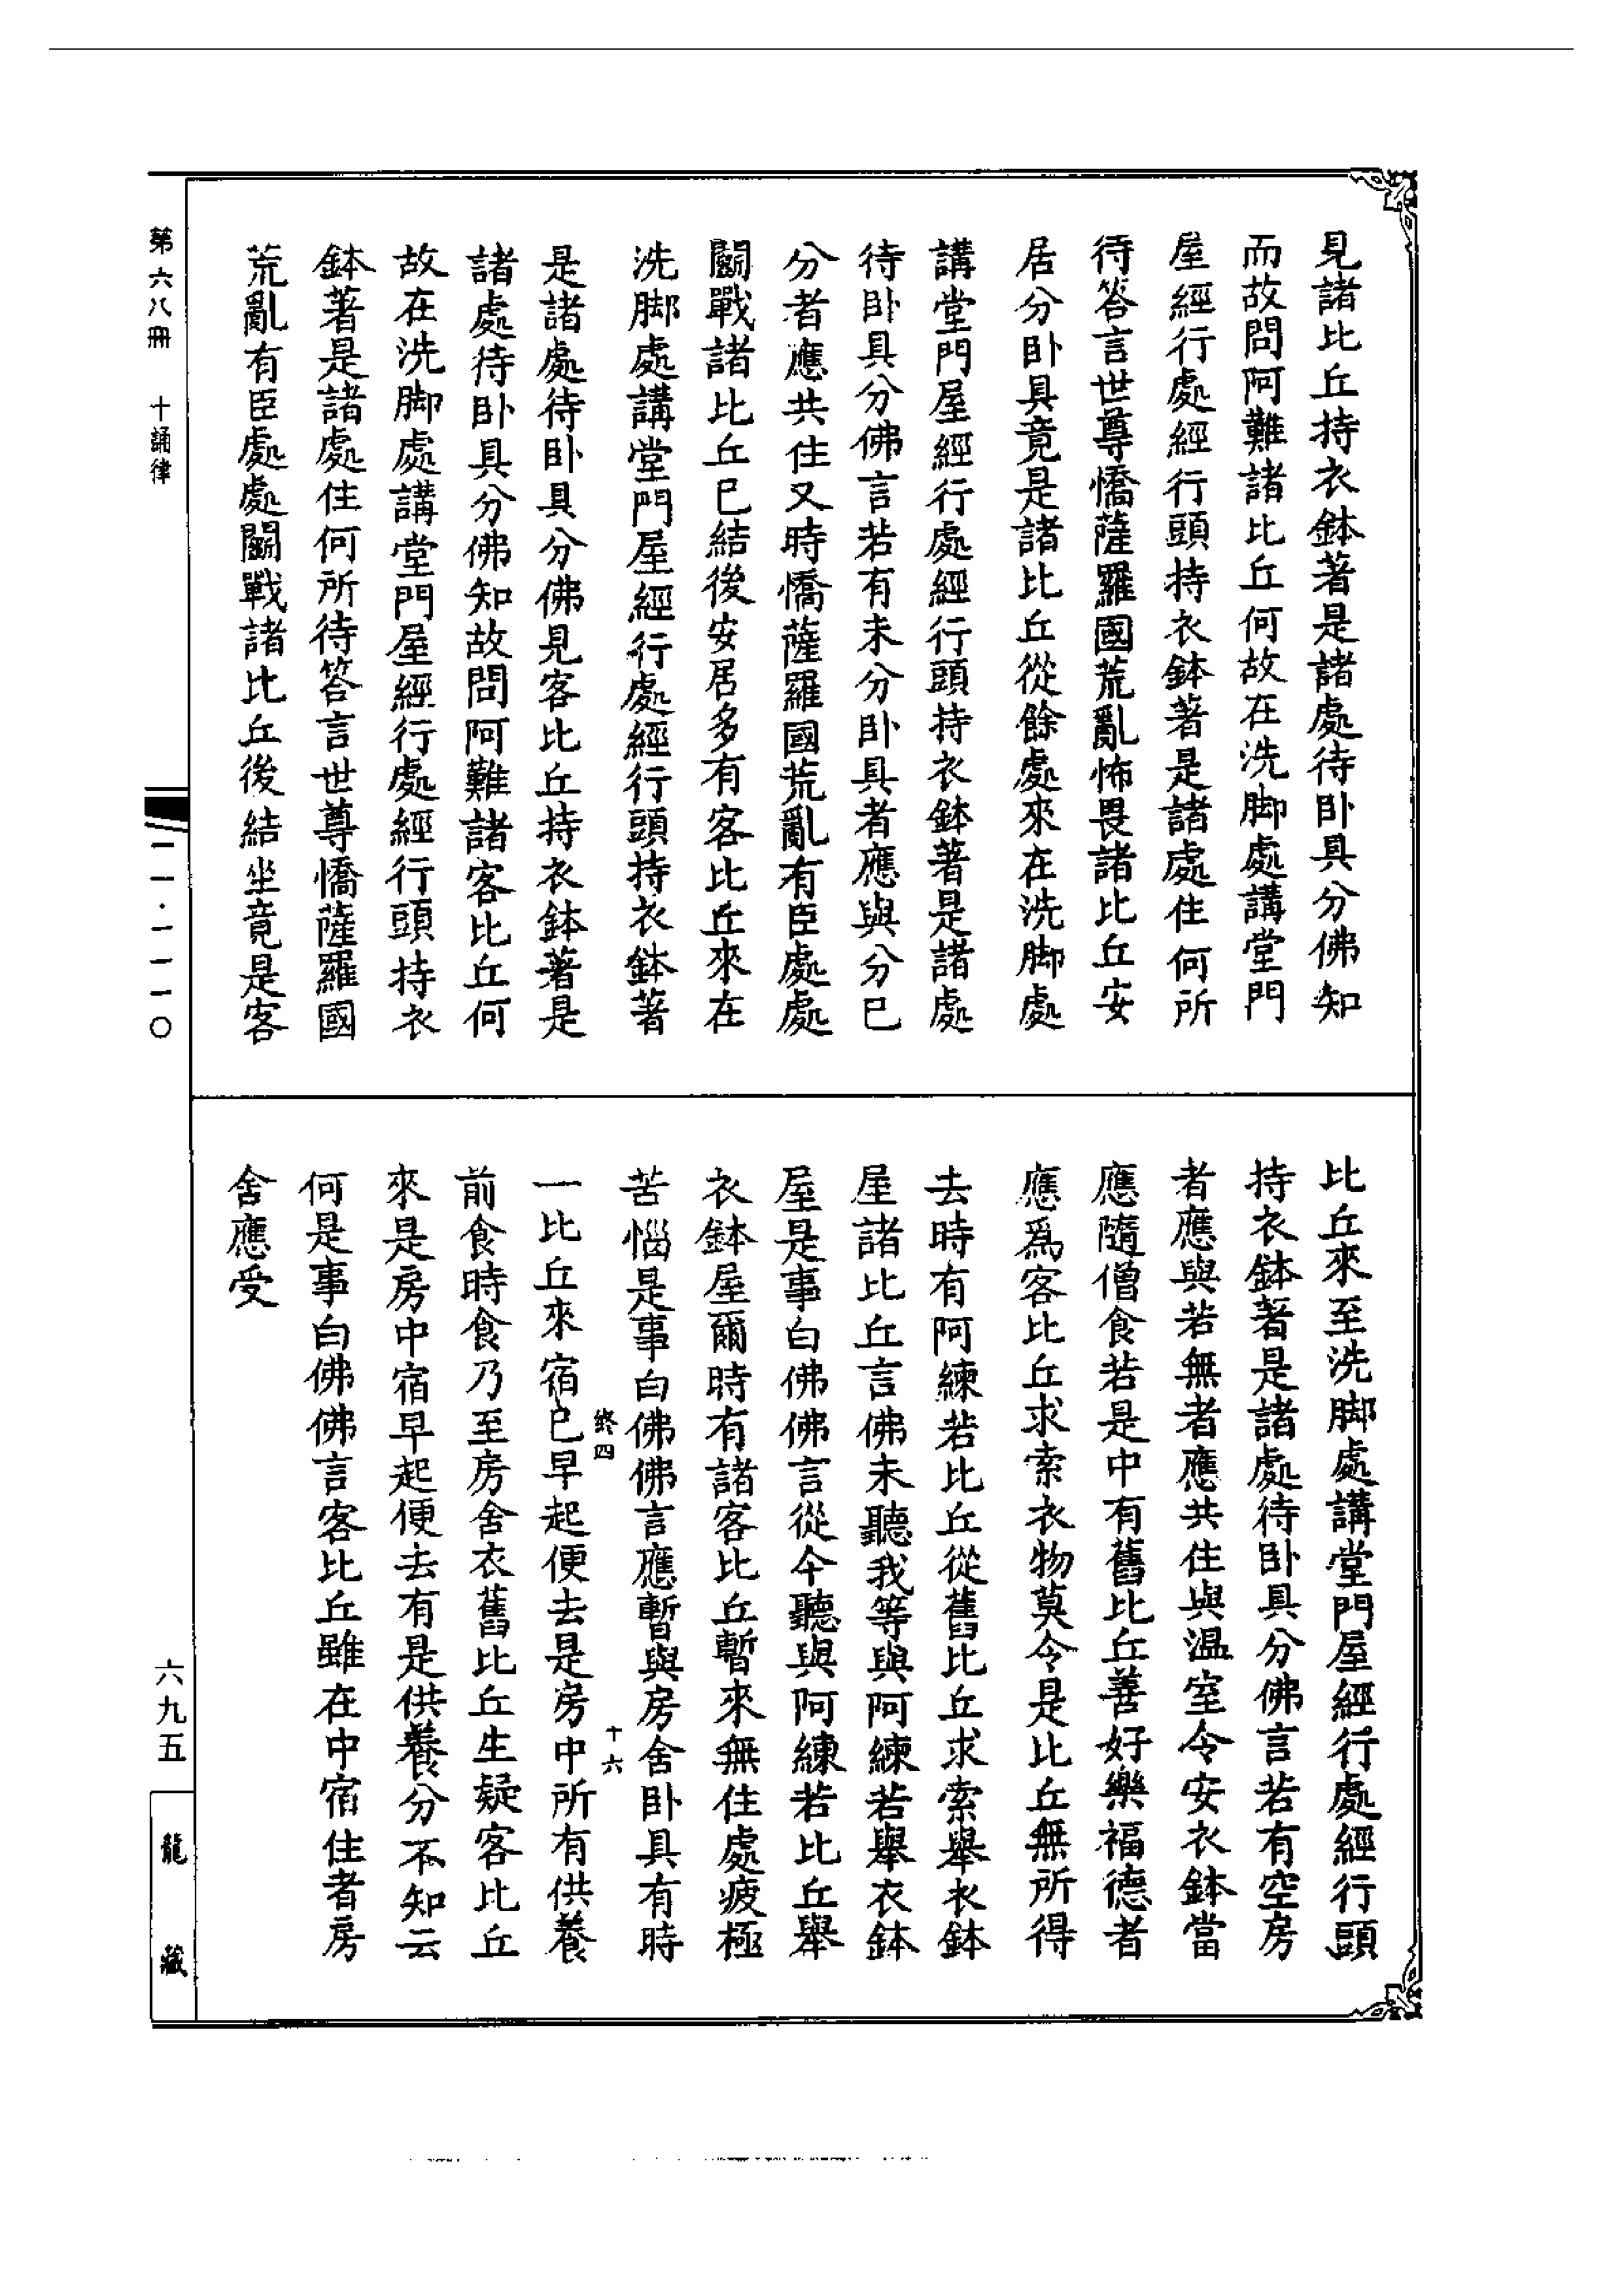 見諸比丘持衣鉢著是諸處待卧具分佛知
而故問阿難諸比丘何故在洗脚處講堂門
屋經行處經行頭持衣鉢著是諸處住何所
待答言世尊憍薩羅國荒亂怖畏諸比丘安
居分卧具竟是諸比丘從餘處來在洗脚處
講堂門屋經行處經行頭持衣鉢著是諸處
待卧具分佛言若有未分卧具者應與分已
分者應共住又時憍薩羅國荒亂有臣處處
鬭戰諸比丘已結後安居多有客比丘來在
洗脚處講堂門屋經行處經行頭持衣鉢著
是諸處待卧具分佛見客比丘持衣鉢著是
諸處待卧具分佛知故問阿難諸客比丘何
故在洗脚處講堂門屋經行處經行頭持衣
鉢著是諸處住何所待答言世尊憍薩羅國
荒亂有臣處處鬭戰諸比丘後結坐竟是客
比丘來至洗脚處講堂門屋經行處經行頭
持衣鉢著是諸處待卧具分佛言若有空房
者應與若無者應共住與温室令安衣鉢當
應隨僧食若是中有舊比丘善好樂福德者
應爲客比丘求索衣物莫令是比丘無所得
去時有阿練若比丘從舊比丘求索舉衣鉢
屋諸比丘言佛未聽我等與阿練若舉衣鉢
屋是事白佛佛言從今聽與阿練若比丘舉
衣鉢屋爾時有諸客比丘暫來無住處疲極
苦惱是事白佛佛言應暫與房舍卧具有時
終四 十六
一比丘來宿已早起便去是房中所有供養
前食時食乃至房舍衣舊比丘生疑客比丘
來是房中宿早起便去有是供養分不知云
何是事白佛佛言客比丘雖在中宿住者房
舍應受
第六八冊 十誦律
二一·一一一〇
六九五
龍藏